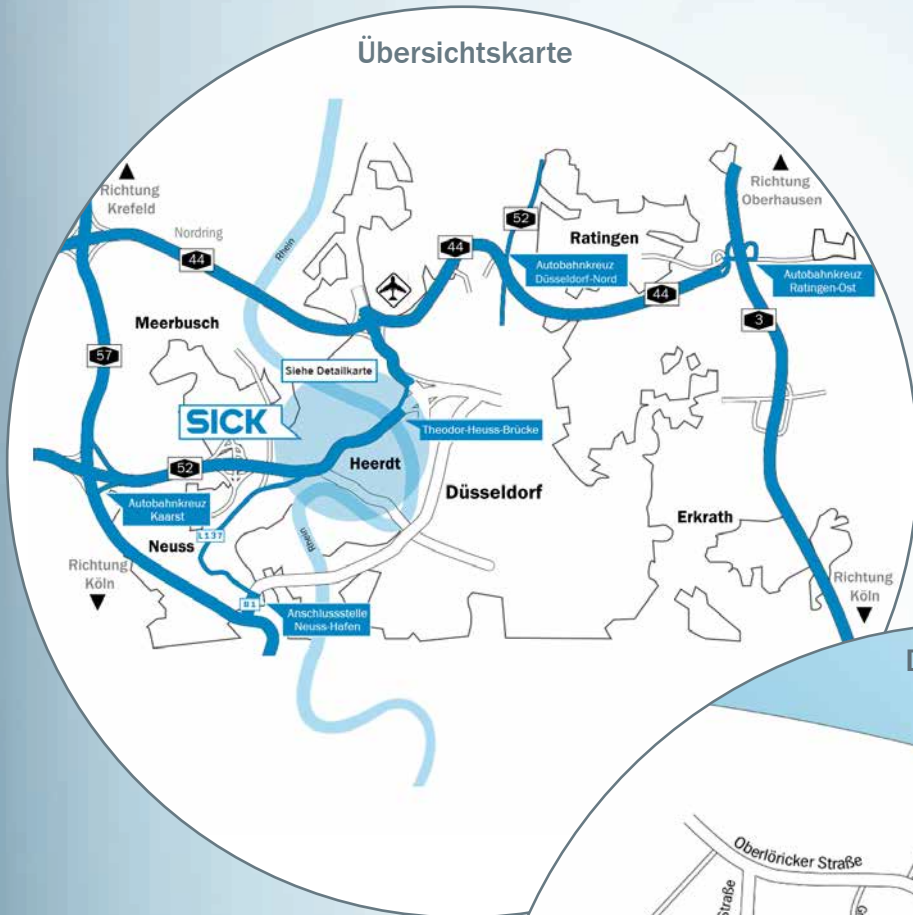 Übersichtskarte
Richtung
Krefeld
Nordring
44
Rhein
44
52
Ratingen
Richtung
Oberhausen
Autobahnkreuz
Düsseldorf-Nord
44
Autobahnkreuz
Ratingen-Ost
3
Meerbusch
57
Siehe Detailkarte
SICK
Theodor-Heuss-Brücke
52
Heerdt
Düsseldorf
Autobahnkreuz
Kaarst
Erkrath
L137
Neuss
Rhein
Richtung
Köln
B1
Anschlussstelle
Neuss-Hafen
Richtung
Köln
D
Oberlöricker Straße
straße